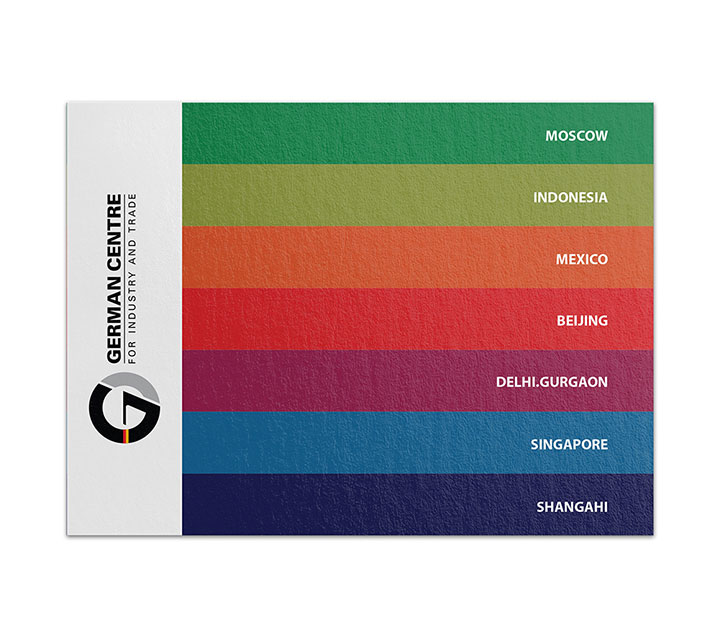 GERMAN CENTRE
FOR INDUSTRY AND TRADE
MOSCOW
INDONESIA
MEXICO
BEIJING
DELHI.GURGAON
SINGAPORE
SHANGAHI